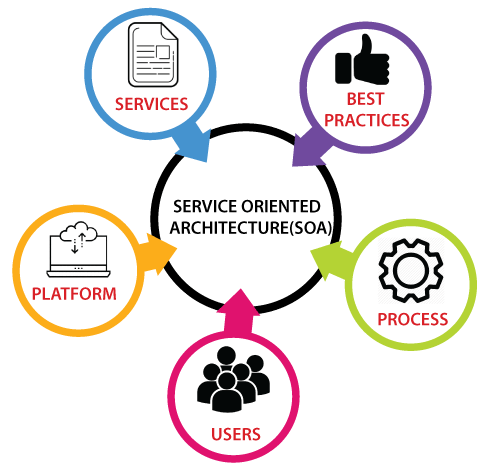 SERVICES
BEST
PRACTICES
SERVICE ORIENTED
ARCHITECTURE(SOA)
PLATFORM
PROCESS
USERS